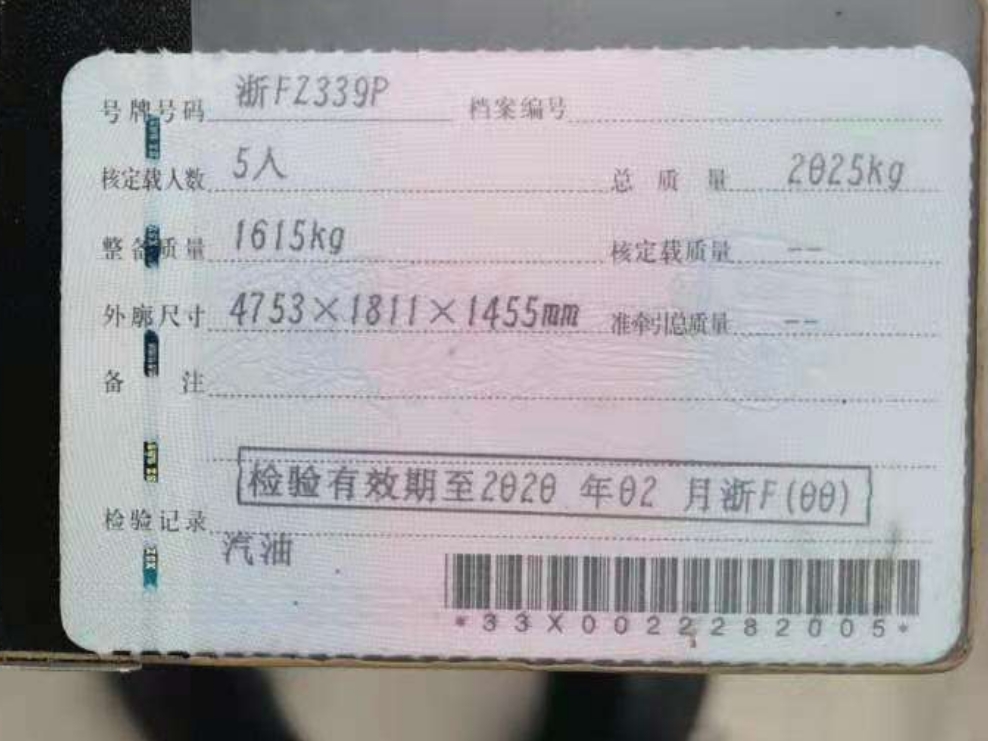 号牌号码 浙FZ339P 档案编号
核定载人数 5人 总质量 2025kg
整备质量 1615kg 核定载质量 --
外廓尺寸 4753×1811×1455mm 准牵引总质量 --
备注
检验有效期至2020 年02 月浙F(00)
检验记录
汽油
*33X0022282005*